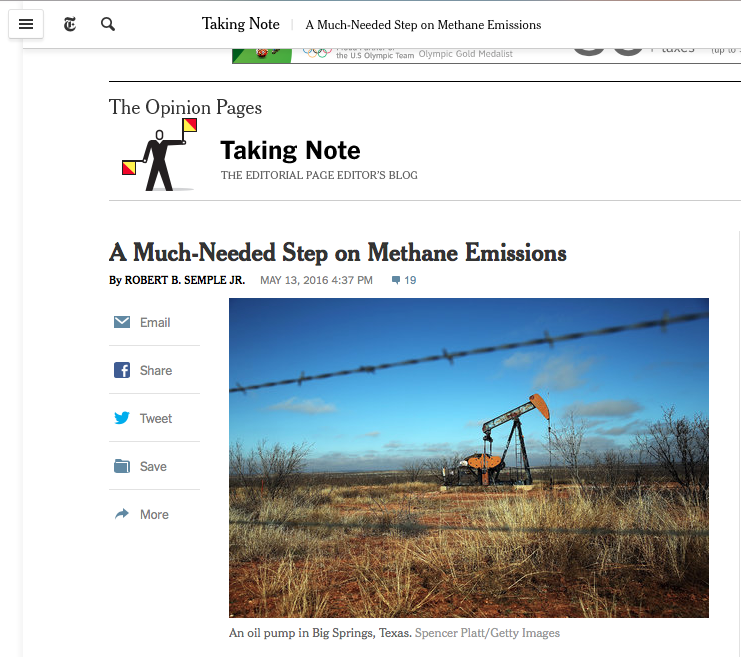 Taking Note
A Much-Needed Step on Methane Emissions
the U.S Olympic Team Olympic Gold Medalist
The Opinion Pages
Taking Note
THE EDITORIAL PAGE EDITOR'S BLOG
A Much-Needed Step on Methane Emissions
By ROBERT B. SEMPLE JR. MAY 13, 2016 4:37 PM 19
Email
Share
Tweet
Save
More
An oil pump in Big Springs, Texas. Spencer Platt/Getty Images